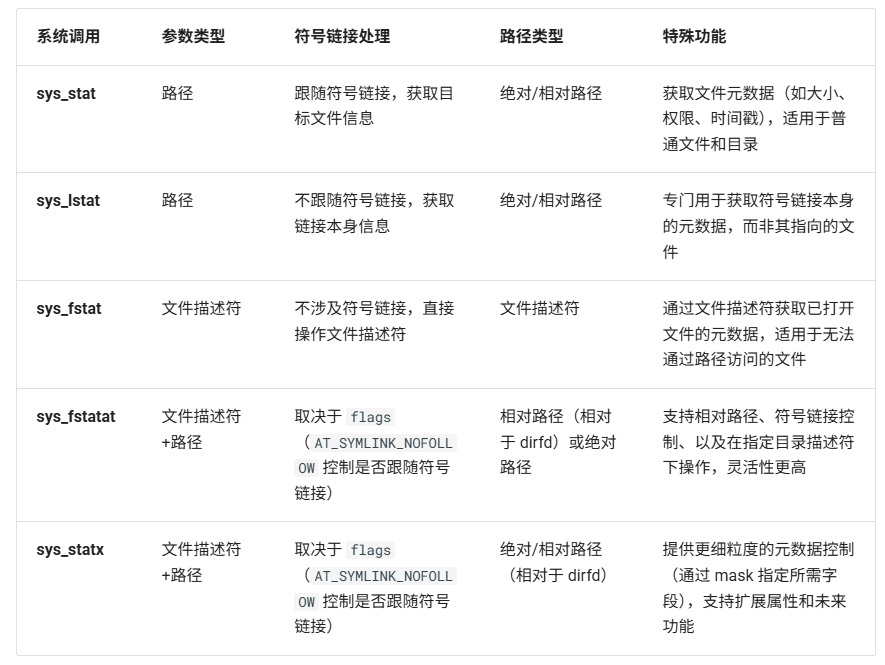 系统调用 参数类型 符号链接处理 路径类型 特殊功能
sys_stat 路径 跟随符号链接，获取目 绝对/相对路径 获取文件元数据（如大小、
标文件信息 权限、时间戳），适用于普
通文件和目录
sys_lstat 路径 不跟随符号链接，获取 绝对/相对路径 专门用于获取符号链接本身
链接本身信息 的元数据，而非其指向的文
件
sys_fstat 文件描述符 不涉及符号链接，直接 文件描述符 通过文件描述符获取已打开
操作文件描述符 文件的元数据，适用于无法
通过路径访问的文件
sys_fstatat 文件描述符 取决于 flags 相对路径（相对 支持相对路径、符号链接控
+路径 （AT_SYMLINK_NOFOLL 于 dirfd）或绝对 制、以及在指定目录描述符
OW 控制是否跟随符号 路径 下操作，灵活性更高
链接）
sys_statx 文件描述符 取决于 flags 绝对/相对路径 提供更细粒度的元数据控制
+路径 （AT_SYMLINK_NOFOLL （相对于 dirfd） （通过 mask 指定所需字
OW 控制是否跟随符号 段），支持扩展属性和未来
链接） 功能